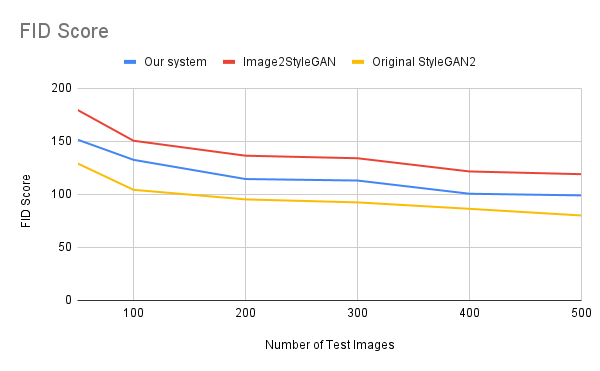 FID Score
Our system
Image2StyleGAN
Original StyleGAN2
200
150
100
50
0
FID Score
100
200
300
400
500
Number of Test Images